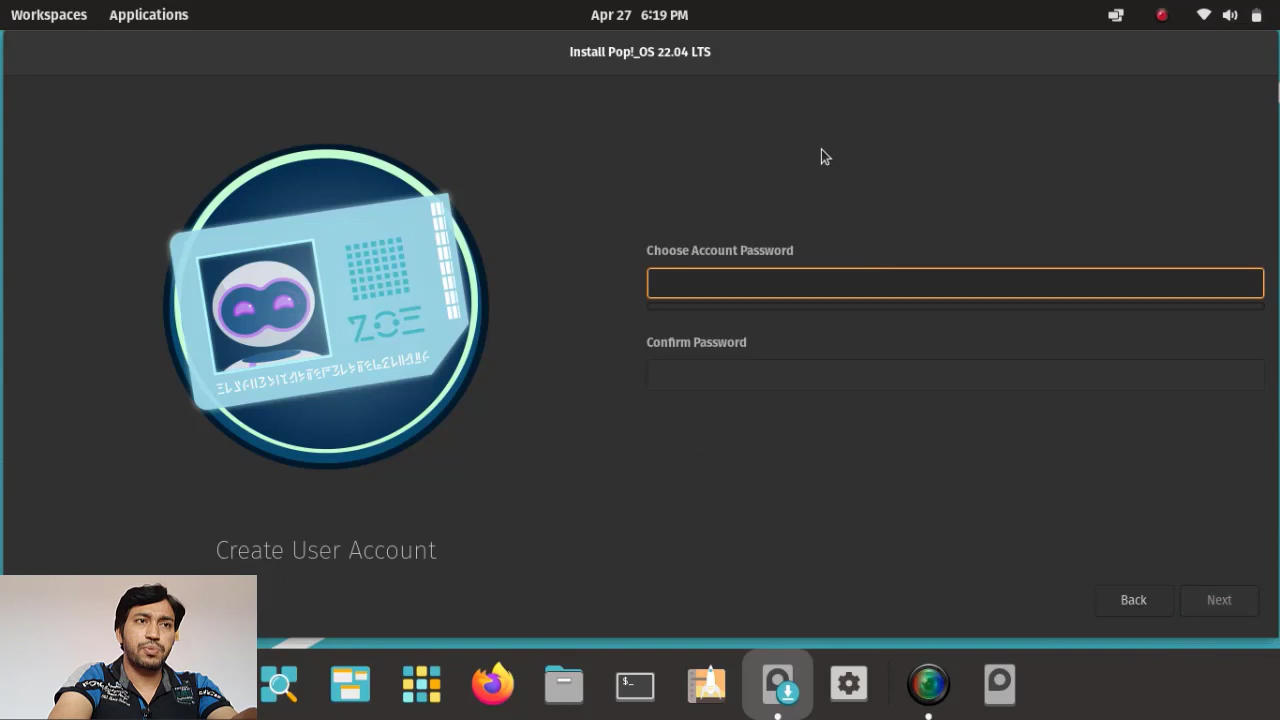 Workspaces Applications Apr 27 6:19 PM
Install Pop!_OS 22.04 LTS
Choose Account Password
ZOE
Confirm Password
Create User Account
Back Next
$_